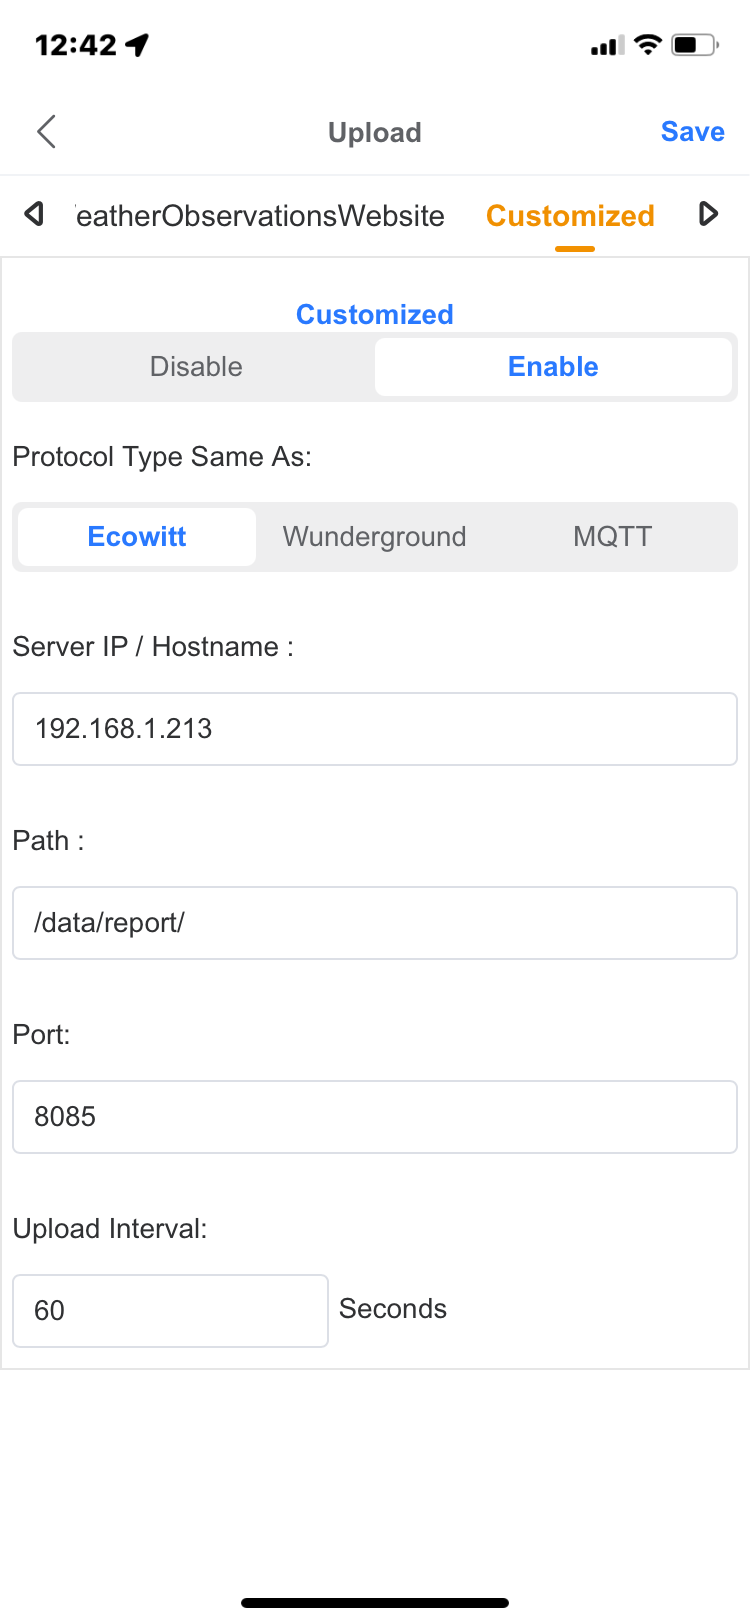 12:42
Upload
Save
eatherObservationsWebsite
Customized
Customized
Disable
Enable
Protocol Type Same As:
Ecowitt
Wunderground
MQTT
Server IP / Hostname :
192.168.1.213
Path :
/data/report/
Port:
8085
Upload Interval:
60
Seconds